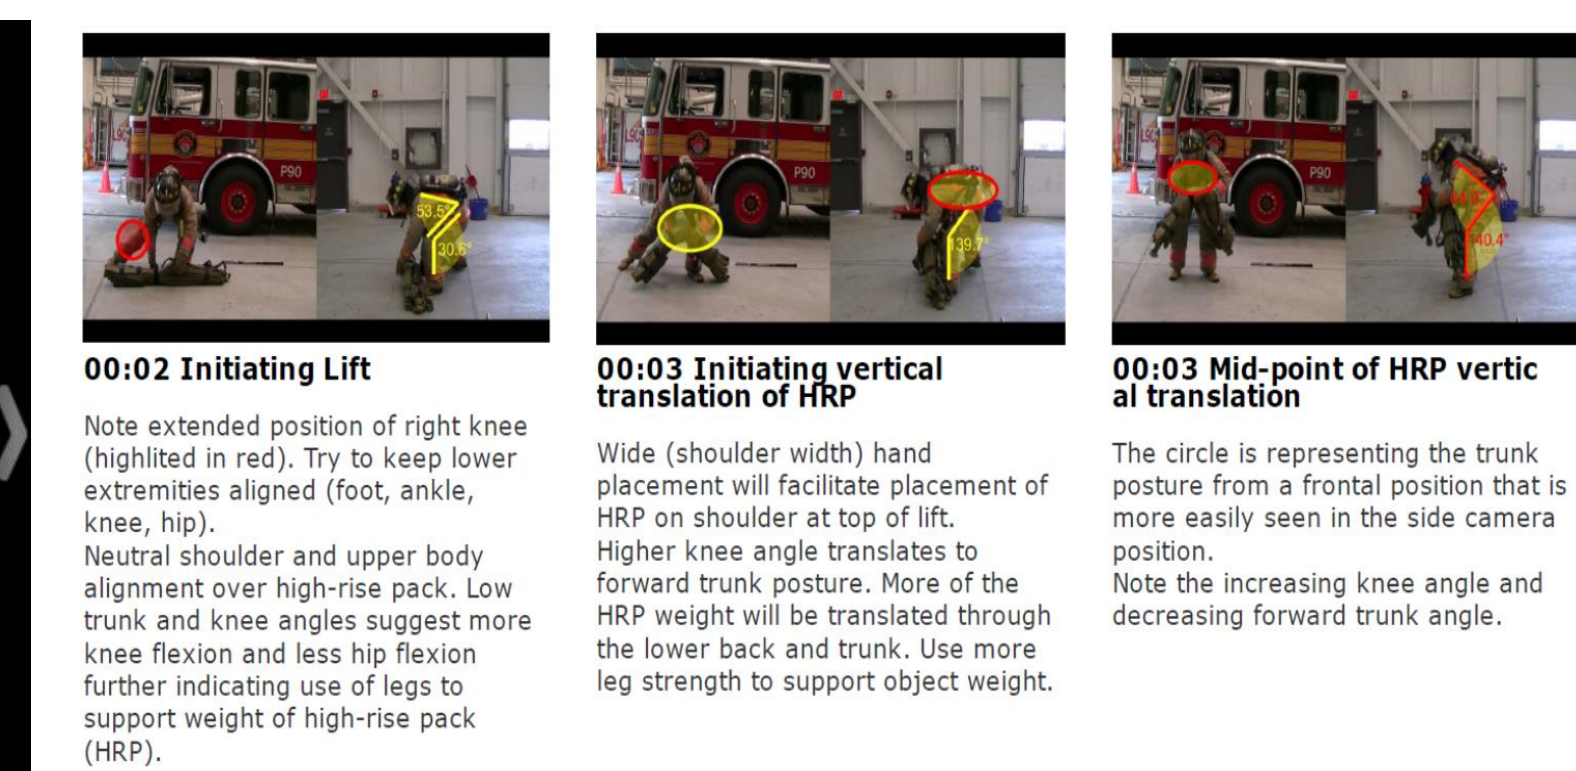 P90
53.5°
30.6°
P90
139.7°
P90
140.4°
00:02 Initiating Lift
Note extended position of right knee
(highlited in red). Try to keep lower
extremities aligned (foot, ankle,
knee, hip).
Neutral shoulder and upper body
alignment over high-rise pack. Low
trunk and knee angles suggest more
knee flexion and less hip flexion
further indicating use of legs to
support weight of high-rise pack
(HRP).
00:03 Initiating vertical
translation of HRP
Wide (shoulder width) hand
placement will facilitate placement of
HRP on shoulder at top of lift.
Higher knee angle translates to
forward trunk posture. More of the
HRP weight will be translated through
the lower back and trunk. Use more
leg strength to support object weight.
00:03 Mid-point of HRP vertic
al translation
The circle is representing the trunk
posture from a frontal position that is
more easily seen in the side camera
position.
Note the increasing knee angle and
decreasing forward trunk angle.